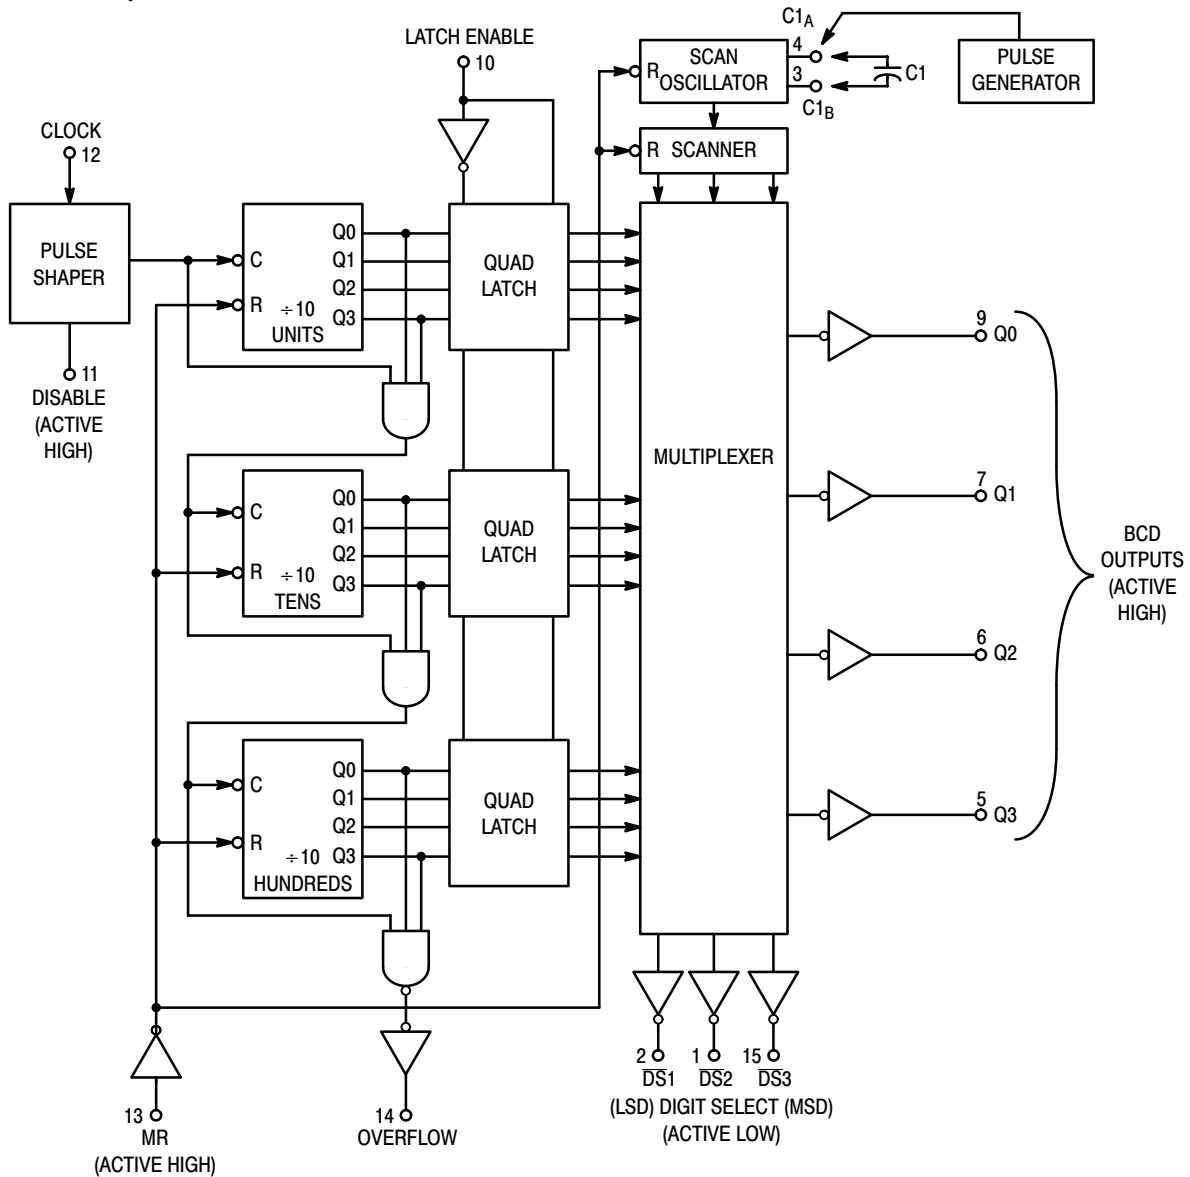 LATCH ENABLE
10
C1A
4
3
C1B
C1
SCAN
R OSCILLATOR
PULSE
GENERATOR
R SCANNER
CLOCK
12
PULSE
SHAPER
11
DISABLE
(ACTIVE
HIGH)
C
R
÷10
UNITS
Q0
Q1
Q2
Q3
QUAD
LATCH
C
R
÷10
TENS
Q0
Q1
Q2
Q3
QUAD
LATCH
C
R
÷10
HUNDREDS
Q0
Q1
Q2
Q3
QUAD
LATCH
MULTIPLEXER
9
Q0
7
Q1
6
Q2
5
Q3
BCD
OUTPUTS
(ACTIVE
HIGH)
13
MR
(ACTIVE HIGH)
14
OVERFLOW
2 1 15
D̅S̅1 D̅S̅2 D̅S̅3
(LSD) DIGIT SELECT (MSD)
(ACTIVE LOW)